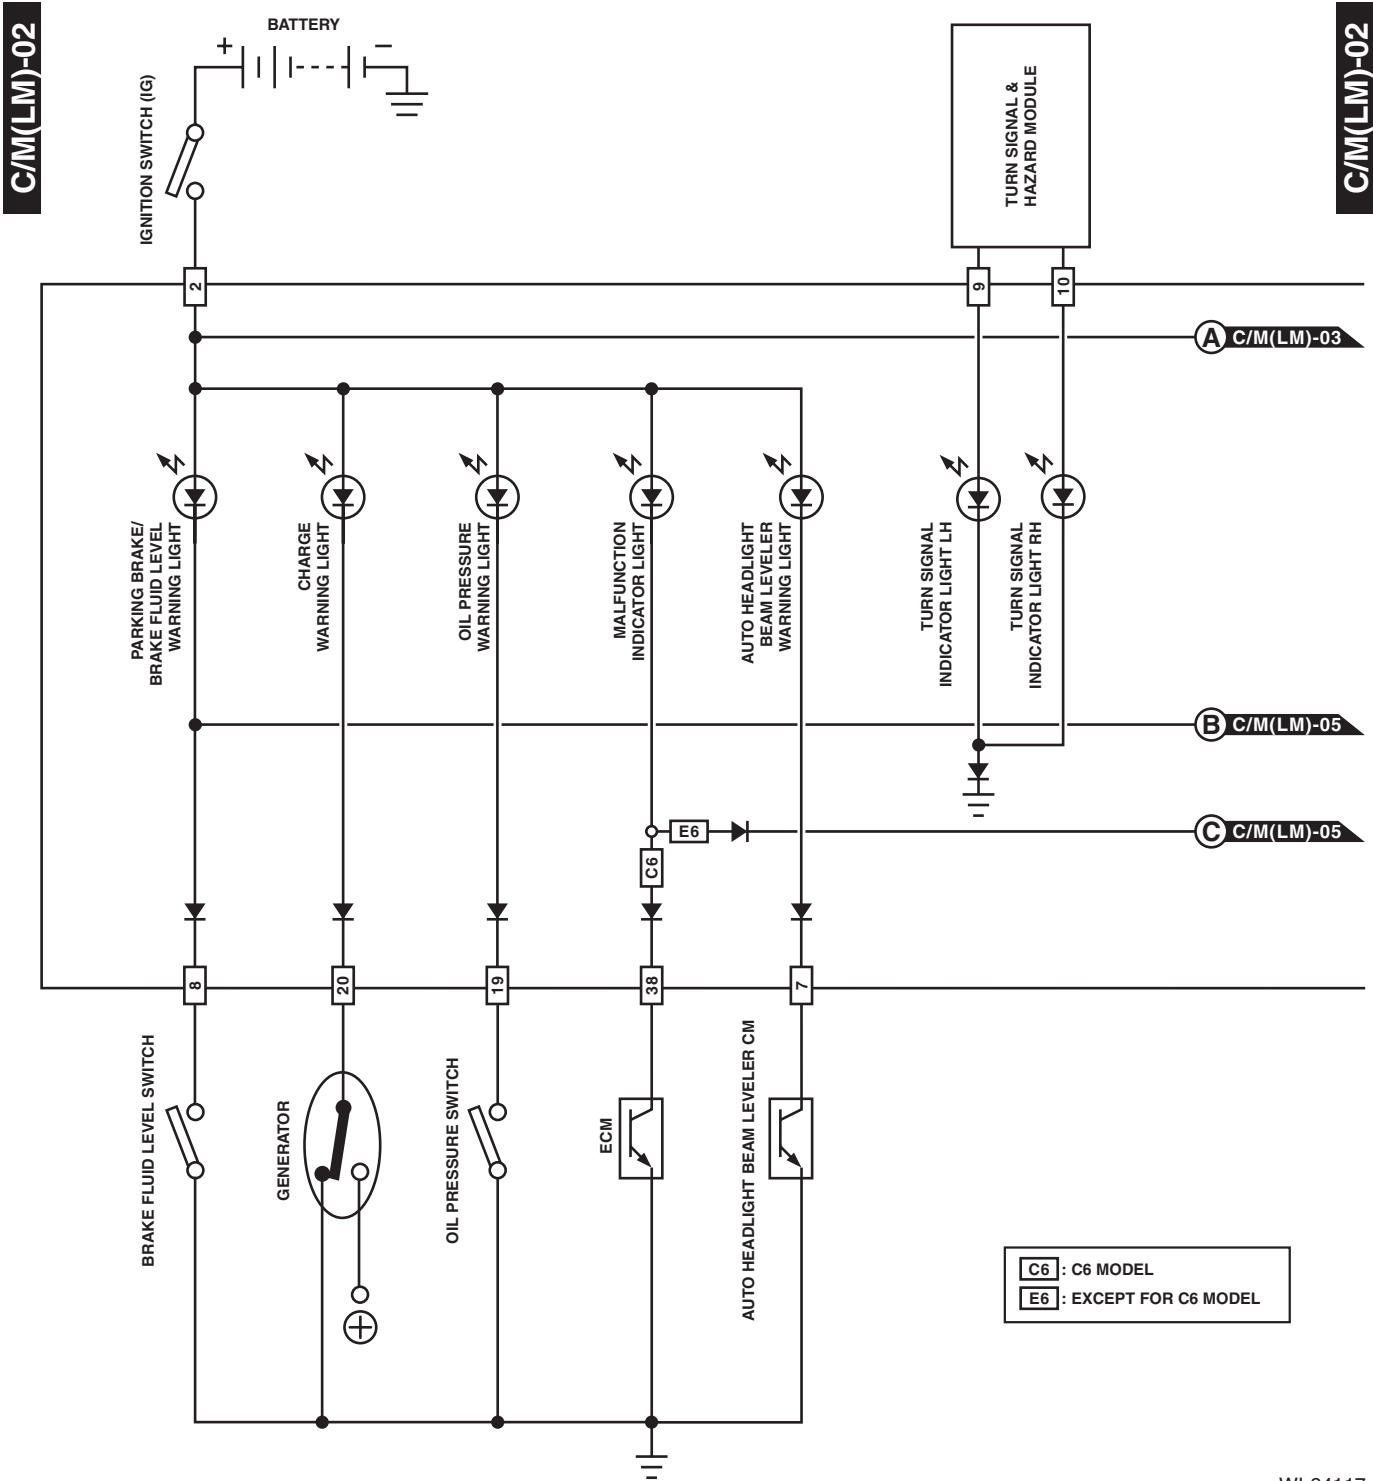 C/M(LM)-02
C/M(LM)-02
BATTERY
+
−
IGNITION SWITCH (IG)
TURN SIGNAL &
HAZARD MODULE
2
9
10
A C/M(LM)-03
PARKING BRAKE/
BRAKE FLUID LEVEL
WARNING LIGHT
CHARGE
WARNING LIGHT
OIL PRESSURE
WARNING LIGHT
MALFUNCTION
INDICATOR LIGHT
AUTO HEADLIGHT
BEAM LEVELER
WARNING LIGHT
TURN SIGNAL
INDICATOR LIGHT LH
TURN SIGNAL
INDICATOR LIGHT RH
B C/M(LM)-05
E6
C C/M(LM)-05
C6
8
20
19
38
7
BRAKE FLUID LEVEL SWITCH
GENERATOR
OIL PRESSURE SWITCH
ECM
AUTO HEADLIGHT BEAM LEVELER CM
+
C6 : C6 MODEL
E6 : EXCEPT FOR C6 MODEL